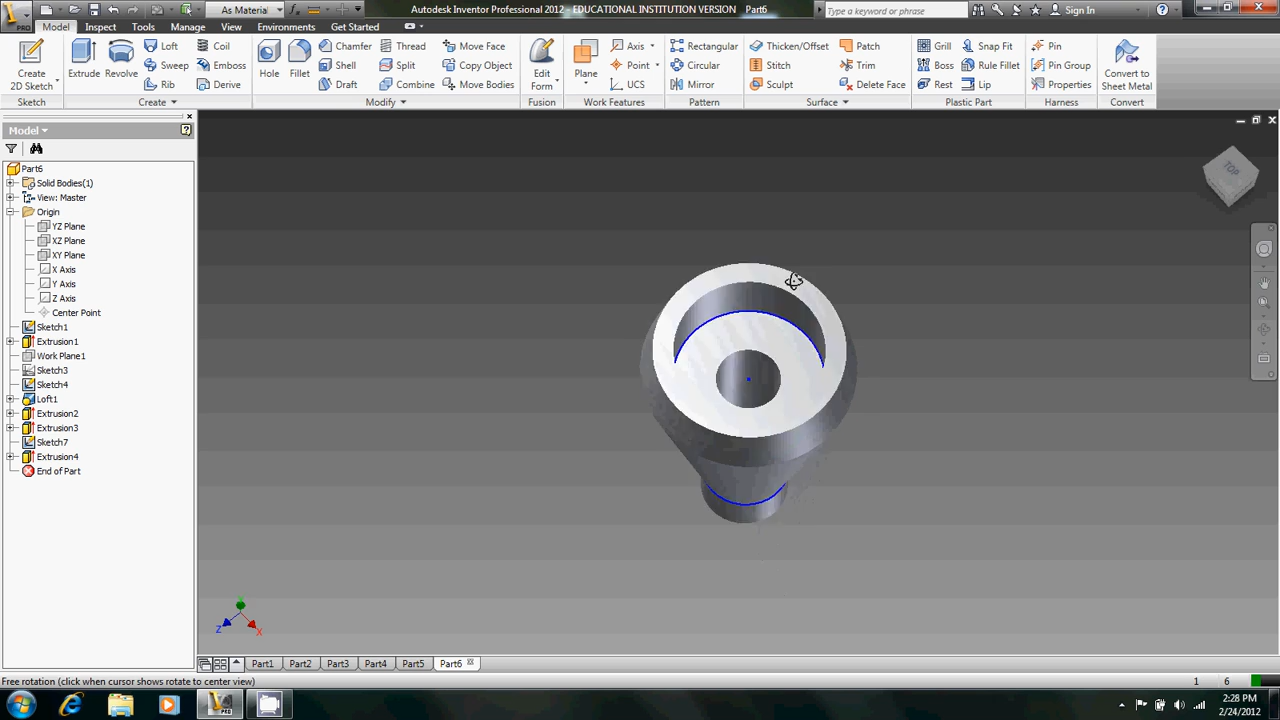 As Material
Autodesk Inventor Professional 2012 - EDUCATIONAL INSTITUTION VERSION Part6
Type a keyword or phrase
Sign In
PRO
Model Inspect Tools Manage View Environments Get Started
Create 2D Sketch
Extrude Revolve
Loft Coil
Sweep Emboss
Rib Derive
Hole Fillet
Chamfer Thread Move Face
Shell Split Copy Object
Draft Combine Move Bodies
Edit Form
Plane
Axis
Point
UCS
Rectangular
Circular
Mirror
Thicken/Offset Patch
Stitch Trim
Sculpt Delete Face
Grill Snap Fit
Boss Rule Fillet
Rest Lip
Pin
Pin Group
Properties
Convert to Sheet Metal
Sketch Create Modify Fusion Work Features Pattern Surface Plastic Part Harness Convert
Model
Part6
Solid Bodies(1)
View: Master
Origin
YZ Plane
XZ Plane
XY Plane
X Axis
Y Axis
Z Axis
Center Point
Sketch1
Extrusion1
Work Plane1
Sketch3
Sketch4
Loft1
Extrusion2
Extrusion3
Sketch7
Extrusion4
End of Part
TOP
Z X
Part1 Part2 Part3 Part4 Part5 Part6
Free rotation (click when cursor shows rotate to center view) 1 6
PRO
2:28 PM
2/24/2012